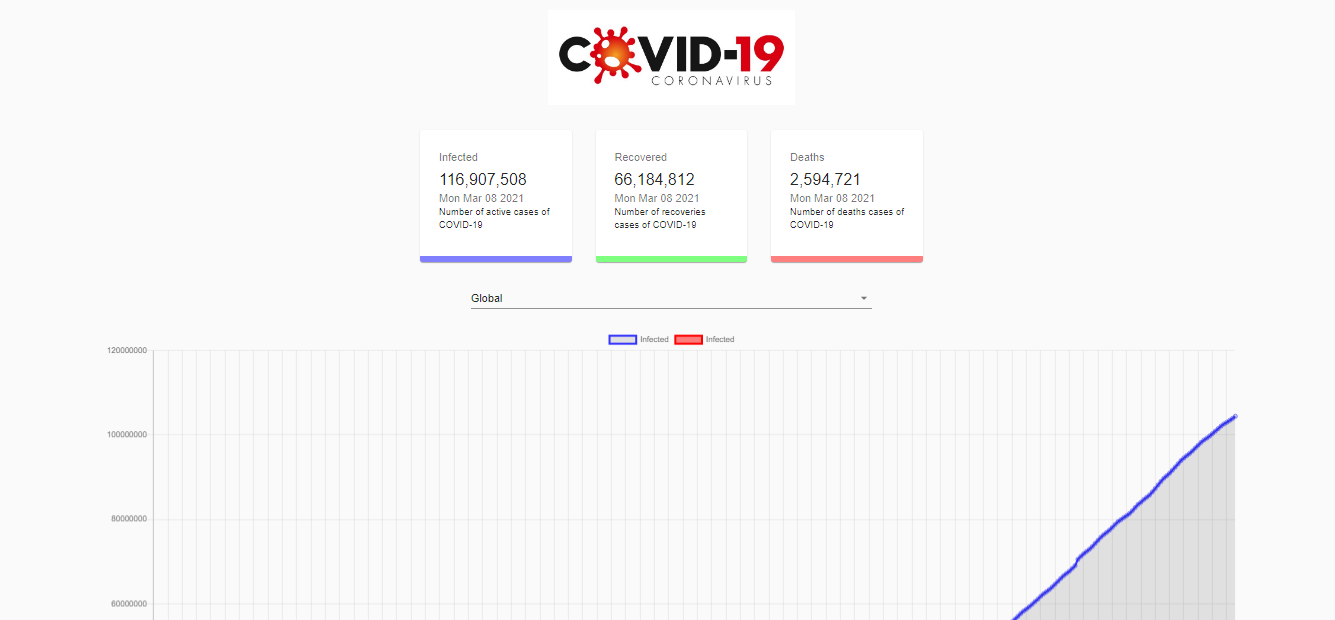 COVID-19
CORONAVIRUS
Infected
116,907,508
Mon Mar 08 2021
Number of active cases of
COVID-19
Recovered
66,184,812
Mon Mar 08 2021
Number of recoveries
cases of COVID-19
Deaths
2,594,721
Mon Mar 08 2021
Number of deaths cases of
COVID-19
Global
Infected Infected
120000000
100000000
80000000
60000000